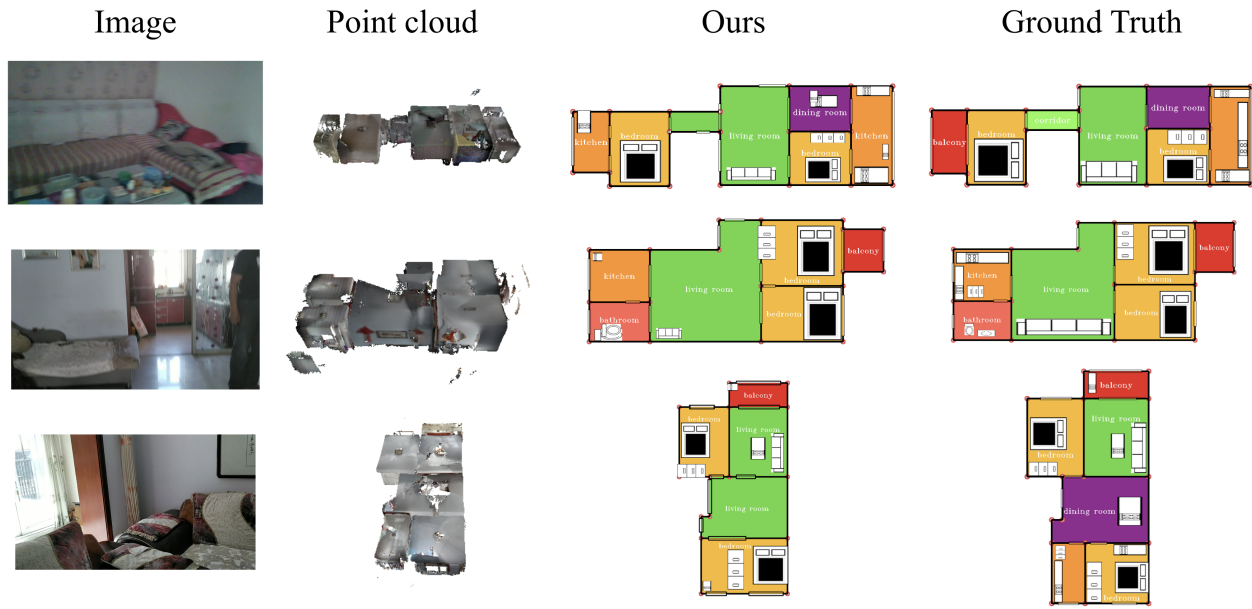 Image
Point cloud
Ours
Ground Truth
kitchen
bedroom
living room
dining room
bedroom
kitchen
balcony
bedroom
corridor
living room
dining room
bedroom
kitchen
kitchen
bathroom
living room
bedroom
bedroom
balcony
kitchen
bathroom
living room
bedroom
bedroom
balcony
balcony
bedroom
living room
living room
bedroom
balcony
living room
bedroom
dining room
bedroom